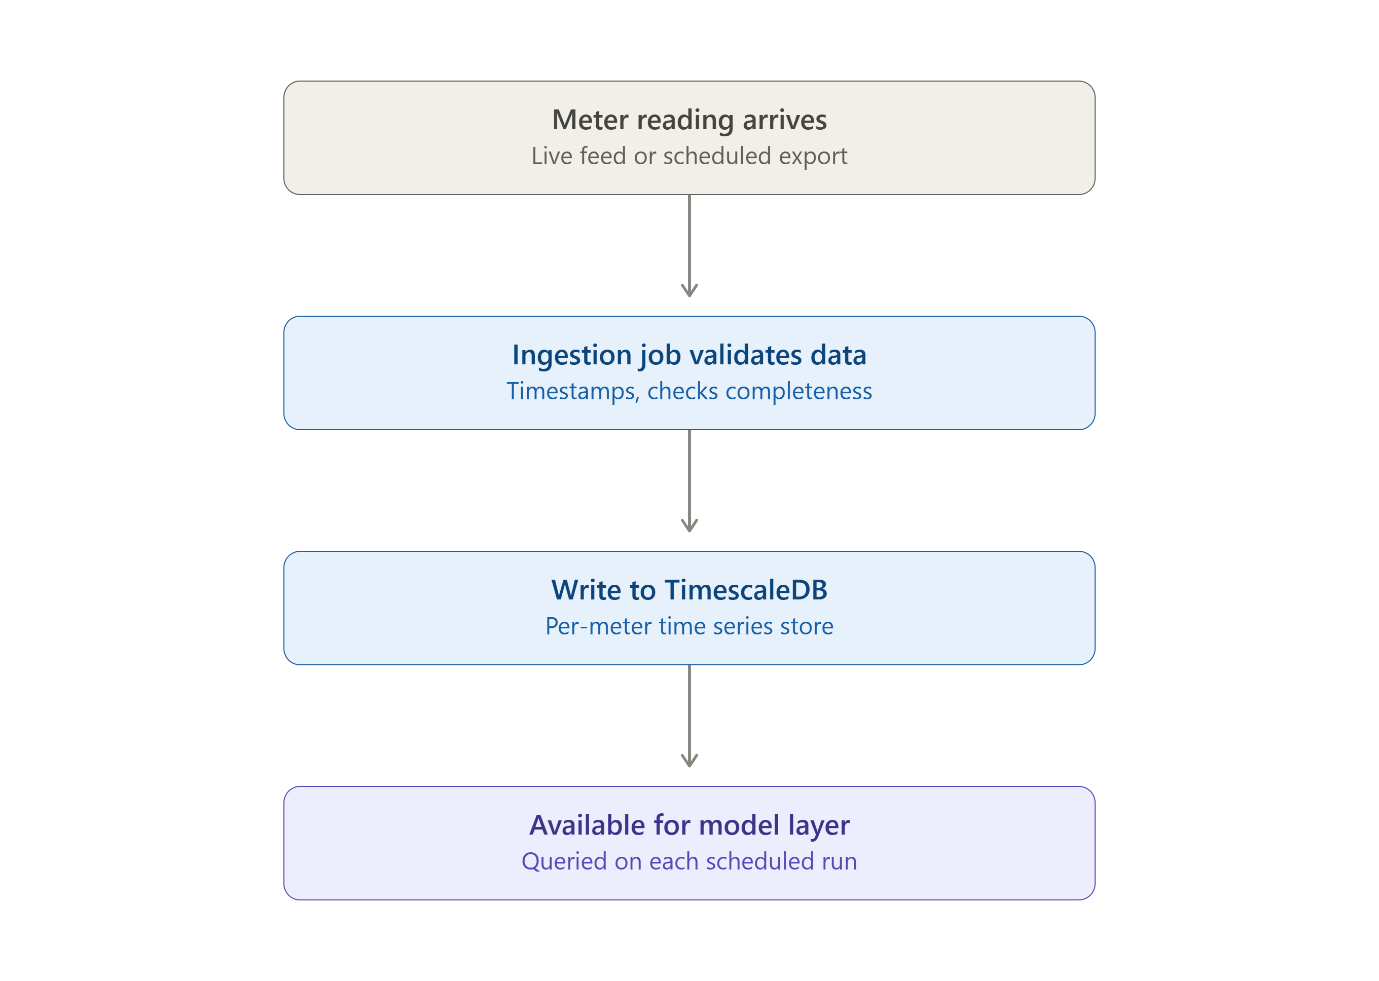 Meter reading arrives
Live feed or scheduled export
Ingestion job validates data
Timestamps, checks completeness
Write to TimescaleDB
Per-meter time series store
Available for model layer
Queried on each scheduled run